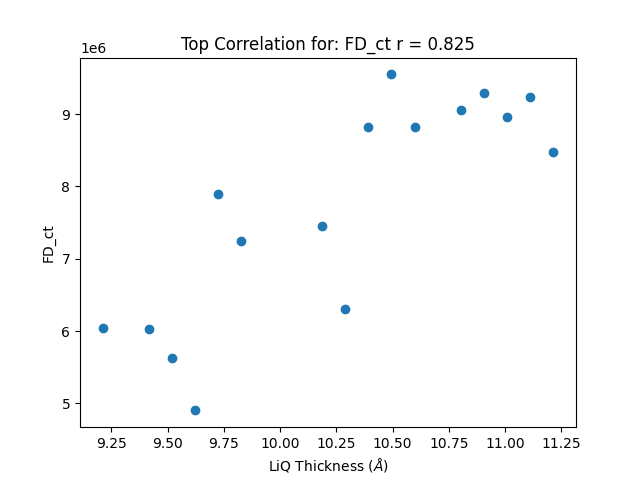 Top Correlation for: FD_ct r = 0.825
1e6
9
8
7
6
5
FD_ct
9.25 9.50 9.75 10.00 10.25 10.50 10.75 11.00 11.25
LiQ Thickness (Å)